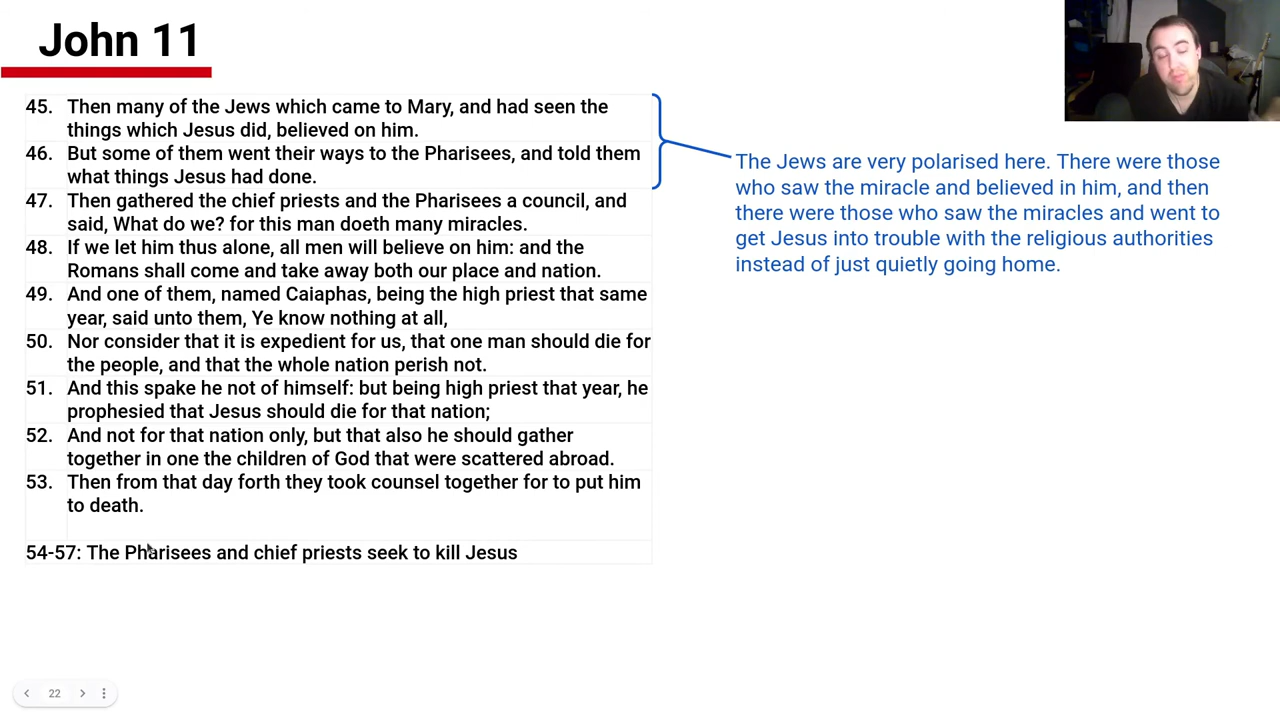 John 11
45. Then many of the Jews which came to Mary, and had seen the
things which Jesus did, believed on him.
46. But some of them went their ways to the Pharisees, and told them
what things Jesus had done.
47. Then gathered the chief priests and the Pharisees a council, and
said, What do we? for this man doeth many miracles.
48. If we let him thus alone, all men will believe on him: and the
Romans shall come and take away both our place and nation.
49. And one of them, named Caiaphas, being the high priest that same
year, said unto them, Ye know nothing at all,
50. Nor consider that it is expedient for us, that one man should die for
the people, and that the whole nation perish not.
51. And this spake he not of himself: but being high priest that year, he
prophesied that Jesus should die for that nation;
52. And not for that nation only, but that also he should gather
together in one the children of God that were scattered abroad.
53. Then from that day forth they took counsel together for to put him
to death.
54-57: The Pharisees and chief priests seek to kill Jesus
The Jews are very polarised here. There were those
who saw the miracle and believed in him, and then
there were those who saw the miracles and went to
get Jesus into trouble with the religious authorities
instead of just quietly going home.
22